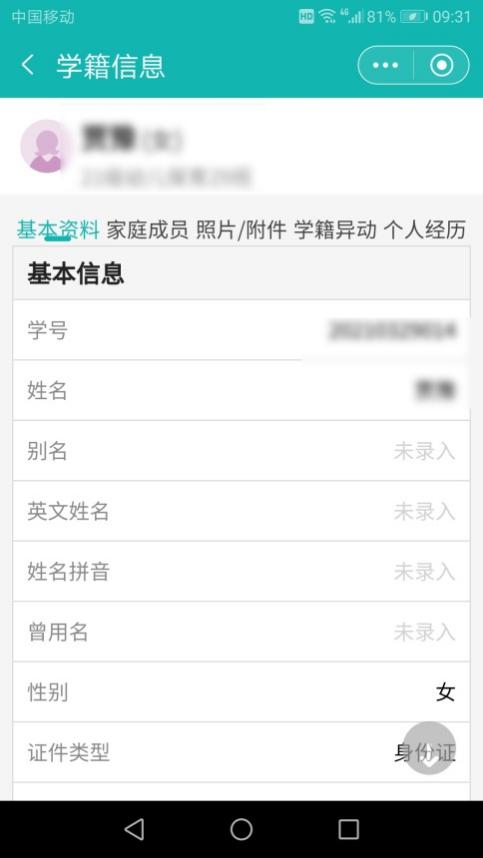 中国移动 HD 4G 81% 09:31
学籍信息
基本资料 家庭成员 照片/附件 学籍异动 个人经历
基本信息
学号
姓名
别名 未录入
英文姓名 未录入
姓名拼音 未录入
曾用名 未录入
性别 女
证件类型 身份证